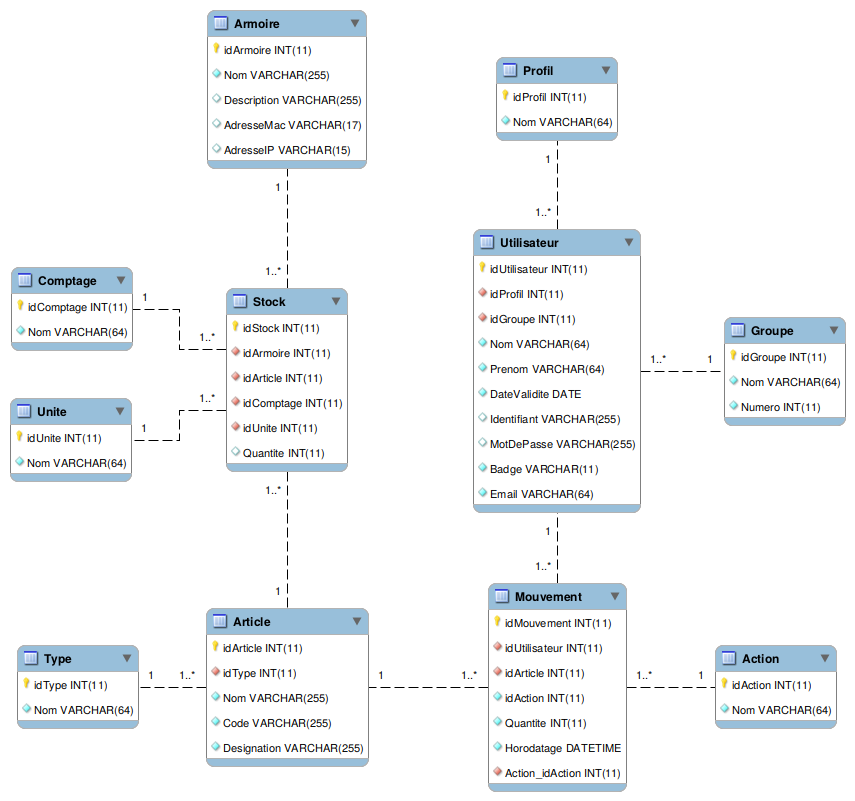 Armoire
idArmoire INT(11)
Nom VARCHAR(255)
Description VARCHAR(255)
AdresseMac VARCHAR(17)
AdresseIP VARCHAR(15)
1
1..*
Profil
idProfil INT(11)
Nom VARCHAR(64)
1
1..*
Comptage
idComptage INT(11)
Nom VARCHAR(64)
1
1..*
Unite
idUnite INT(11)
Nom VARCHAR(64)
1
1..*
Stock
idStock INT(11)
idArmoire INT(11)
idArticle INT(11)
idComptage INT(11)
idUnite INT(11)
Quantite INT(11)
1..*
1
Utilisateur
idUtilisateur INT(11)
idProfil INT(11)
idGroupe INT(11)
Nom VARCHAR(64)
Prenom VARCHAR(64)
DateValidite DATE
Identifiant VARCHAR(255)
MotDePasse VARCHAR(255)
Badge VARCHAR(11)
Email VARCHAR(64)
1..*
1
Groupe
idGroupe INT(11)
Nom VARCHAR(64)
Numero INT(11)
1
1..*
Type
idType INT(11)
Nom VARCHAR(64)
1
1..*
Article
idArticle INT(11)
idType INT(11)
Nom VARCHAR(255)
Code VARCHAR(255)
Designation VARCHAR(255)
1
1..*
Mouvement
idMouvement INT(11)
idUtilisateur INT(11)
idArticle INT(11)
idAction INT(11)
Quantite INT(11)
Horodatage DATETIME
Action_idAction INT(11)
1..*
1
Action
idAction INT(11)
Nom VARCHAR(64)